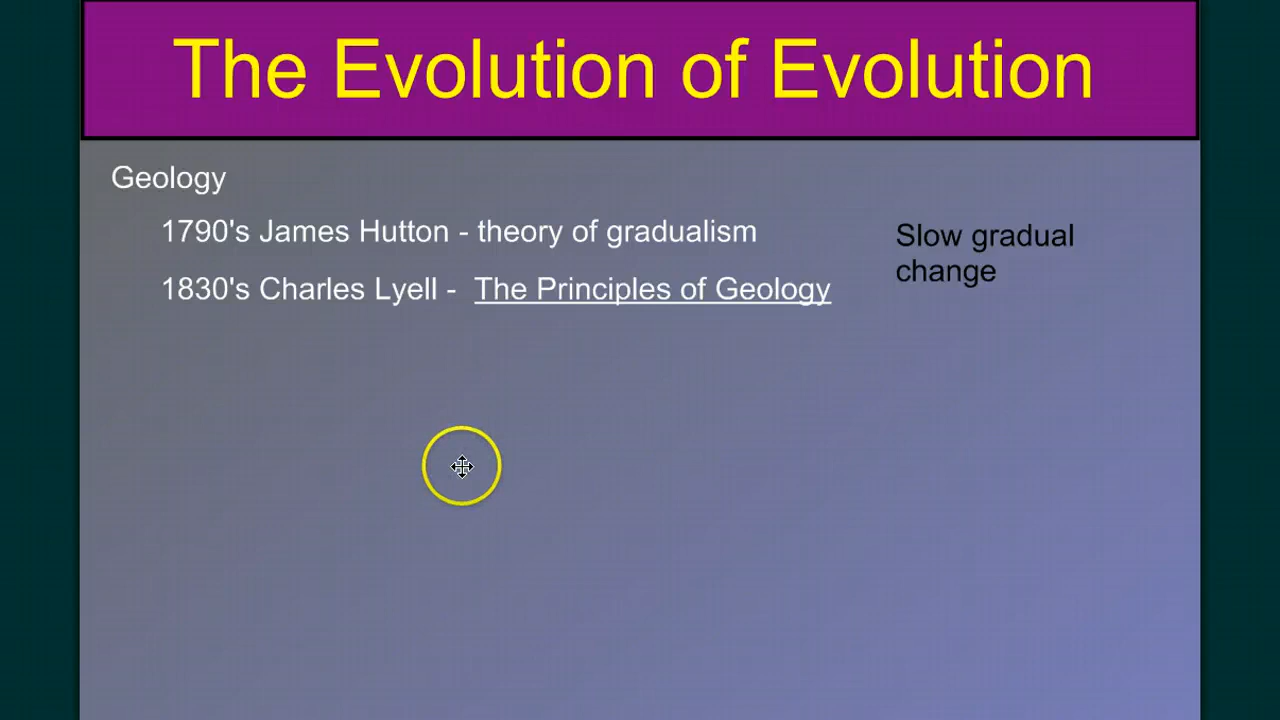 The Evolution of Evolution
Geology
1790's James Hutton - theory of gradualism
1830's Charles Lyell - The Principles of Geology
Slow gradual
change